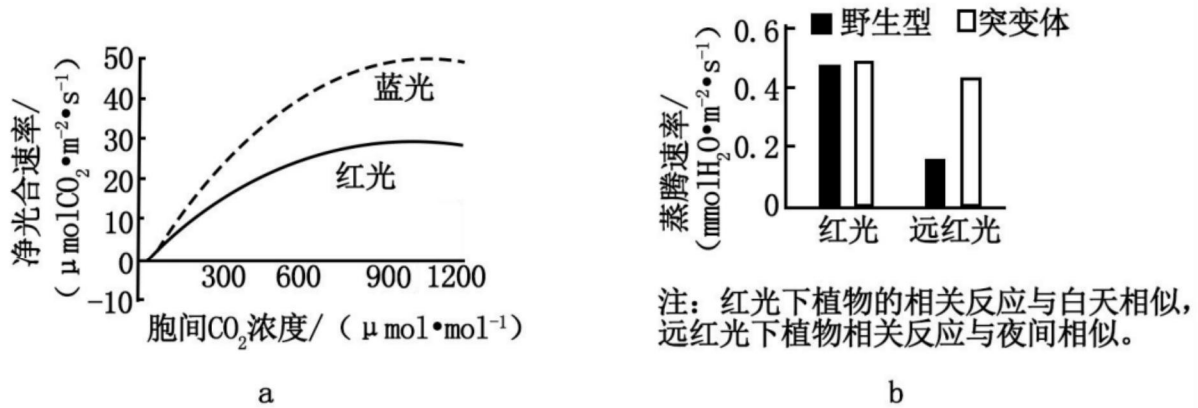 净光合速率/
(μmolCO₂•m⁻²•s⁻¹)
50
40
30
20
10
0
-10
蓝光
红光
300 600 900 1200
胞间CO₂浓度/(μmol•mol⁻¹)
a
■野生型 □突变体
蒸腾速率/
(mmolH₂O•m⁻²•s⁻¹)
0.6
0.4
0.2
0
红光 远红光
注：红光下植物的相关反应与白天相似，
远红光下植物相关反应与夜间相似。
b